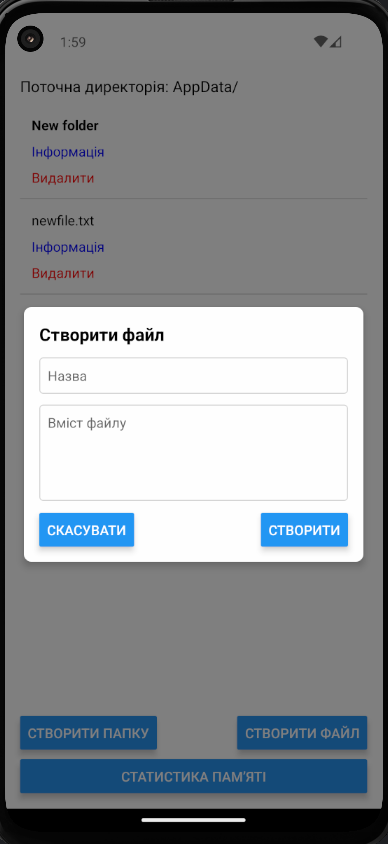 1:59
Поточна директорія: AppData/
New folder
Інформація
Видалити
newfile.txt
Інформація
Видалити
Створити файл
Назва
Вміст файлу
СКАСУВАТИ СТВОРИТИ
СТВОРИТИ ПАПКУ СТВОРИТИ ФАЙЛ
СТАТИСТИКА ПАМ'ЯТІ